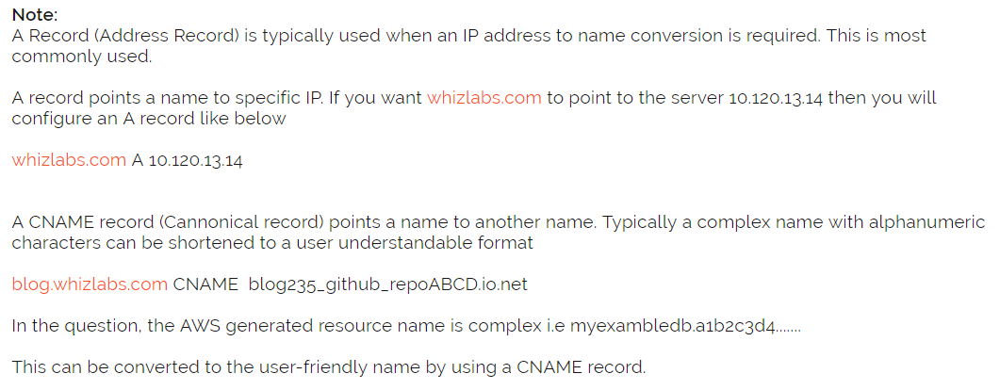 Note:
A Record (Address Record) is typically used when an IP address to name conversion is required. This is most
commonly used.
A record points a name to specific IP. If you want whizlabs.com to point to the server 10.120.13.14 then you will
configure an A record like below
whizlabs.com A 10.120.13.14
A CNAME record (Cannonical record) points a name to another name. Typically a complex name with alphanumeric
characters can be shortened to a user understandable format
blog.whizlabs.com CNAME  blog235_github_repoABCD.io.net
In the question, the AWS generated resource name is complex i.e myexambledb.a1b2c3d4.......
This can be converted to the user-friendly name by using a CNAME record.